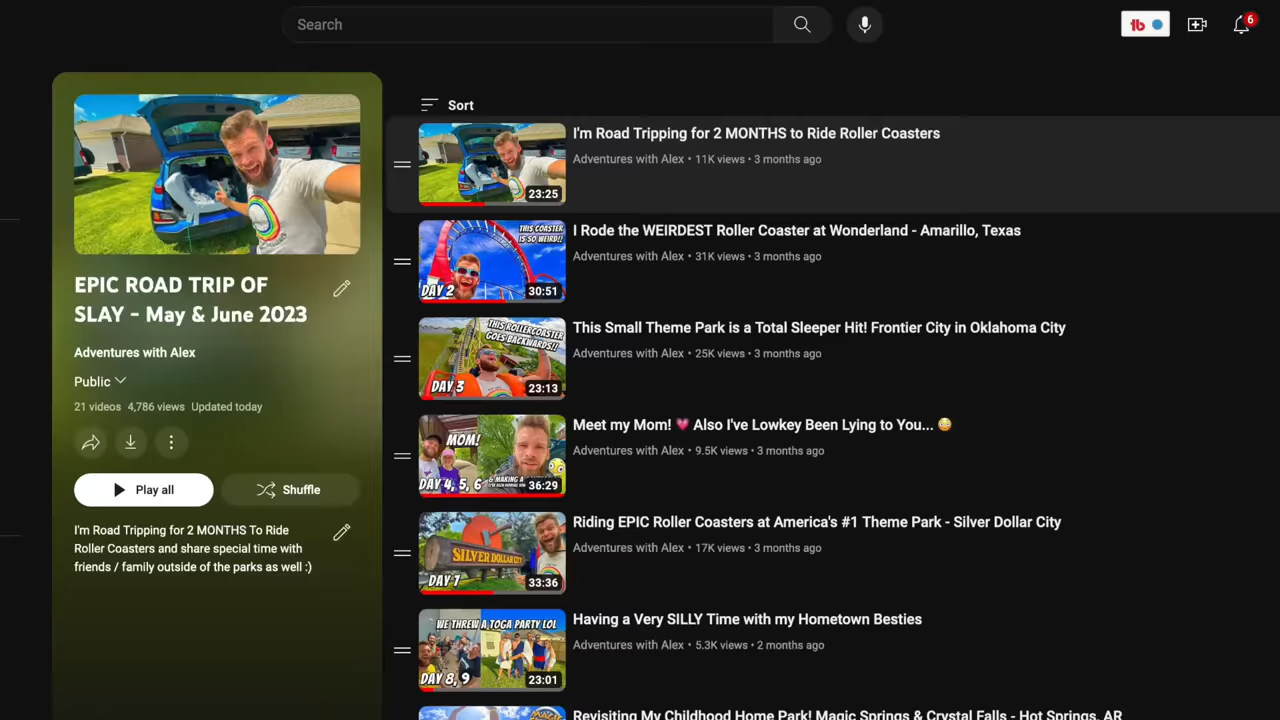 Search
tb
6
EPIC ROAD TRIP OF
SLAY - May & June 2023
Adventures with Alex
Public
21 videos 4,786 views Updated today
Play all
Shuffle
I'm Road Tripping for 2 MONTHS To Ride
Roller Coasters and share special time with
friends / family outside of the parks as well :)
Sort
23:25
I'm Road Tripping for 2 MONTHS to Ride Roller Coasters
Adventures with Alex • 11K views • 3 months ago
THIS COASTER
IS SO WEIRD!!
DAY 2
30:51
I Rode the WEIRDEST Roller Coaster at Wonderland - Amarillo, Texas
Adventures with Alex • 31K views • 3 months ago
THIS ROLLERCOASTER
GOES BACKWARDS!!
DAY 3
23:13
This Small Theme Park is a Total Sleeper Hit! Frontier City in Oklahoma City
Adventures with Alex • 25K views • 3 months ago
MOM!
DAY 4, 5, 6
& MAKING A
36:29
Meet my Mom! 💗 Also I've Lowkey Been Lying to You... 😳
Adventures with Alex • 9.5K views • 3 months ago
SILVER DOLLAR CITY
DAY 7
33:36
Riding EPIC Roller Coasters at America's #1 Theme Park - Silver Dollar City
Adventures with Alex • 17K views • 3 months ago
WE THREW A TOGA PARTY LOL
DAY 8, 9
23:01
Having a Very SILLY Time with my Hometown Besties
Adventures with Alex • 5.3K views • 2 months ago
Revisiting My Childhood Home Park! Magic Springs & Crystal Falls - Hot Springs, AR